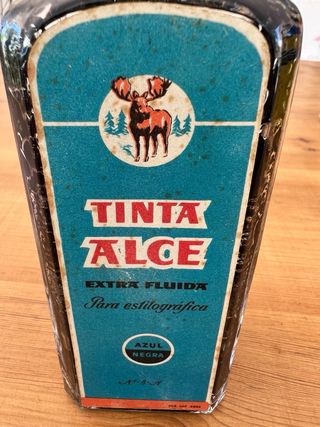 TINTA
ALCE
EXTRA FLUIDA
Para estilográfica
AZUL
NEGRA